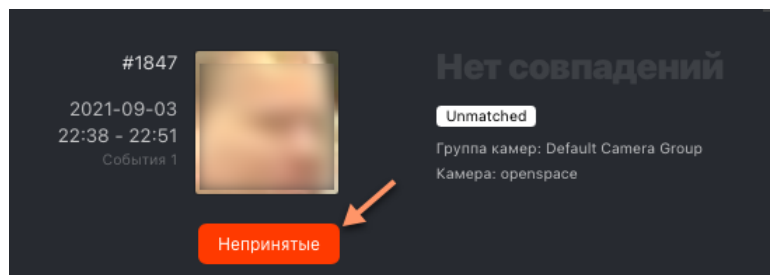 #1847
2021-09-03
22:38 - 22:51
События 1
Непринятые
Нет совпадений
Unmatched
Группа камер: Default Camera Group
Камера: openspace